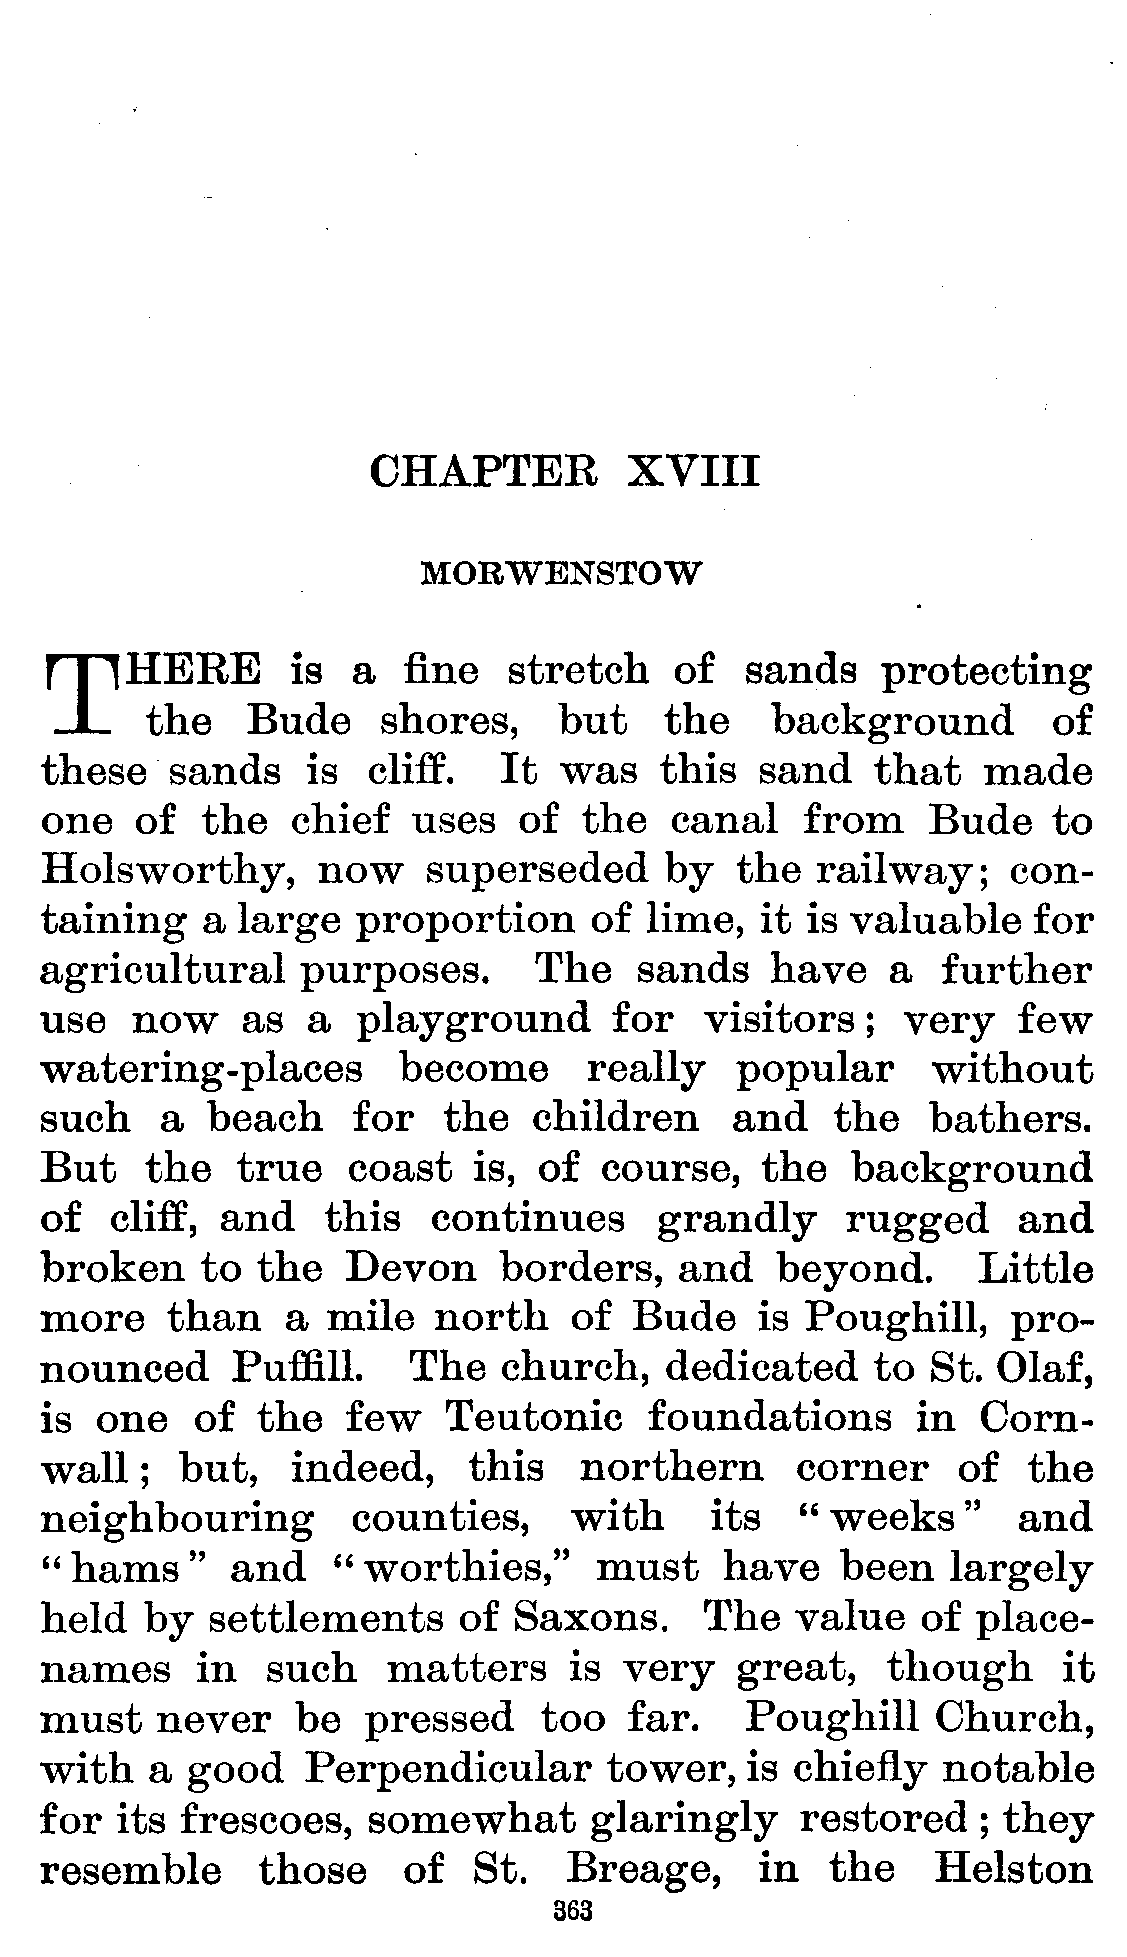 CHAPTER XVIII
MORWENSTOW
THERE is a fine stretch of sands protecting
the Bude shores, but the background of
these sands is cliff. It was this sand that made
one of the chief uses of the canal from Bude to
Holsworthy, now superseded by the railway; con-
taining a large proportion of lime, it is valuable for
agricultural purposes. The sands have a further
use now as a playground for visitors; very few
watering-places become really popular without
such a beach for the children and the bathers.
But the true coast is, of course, the background
of cliff, and this continues grandly rugged and
broken to the Devon borders, and beyond. Little
more than a mile north of Bude is Poughill, pro-
nounced Puffill. The church, dedicated to St. Olaf,
is one of the few Teutonic foundations in Corn-
wall; but, indeed, this northern corner of the
neighbouring counties, with its "weeks" and
"hams" and "worthies," must have been largely
held by settlements of Saxons. The value of place-
names in such matters is very great, though it
must never be pressed too far. Poughill Church,
with a good Perpendicular tower, is chiefly notable
for its frescoes, somewhat glaringly restored; they
resemble those of St. Breage, in the Helston
363